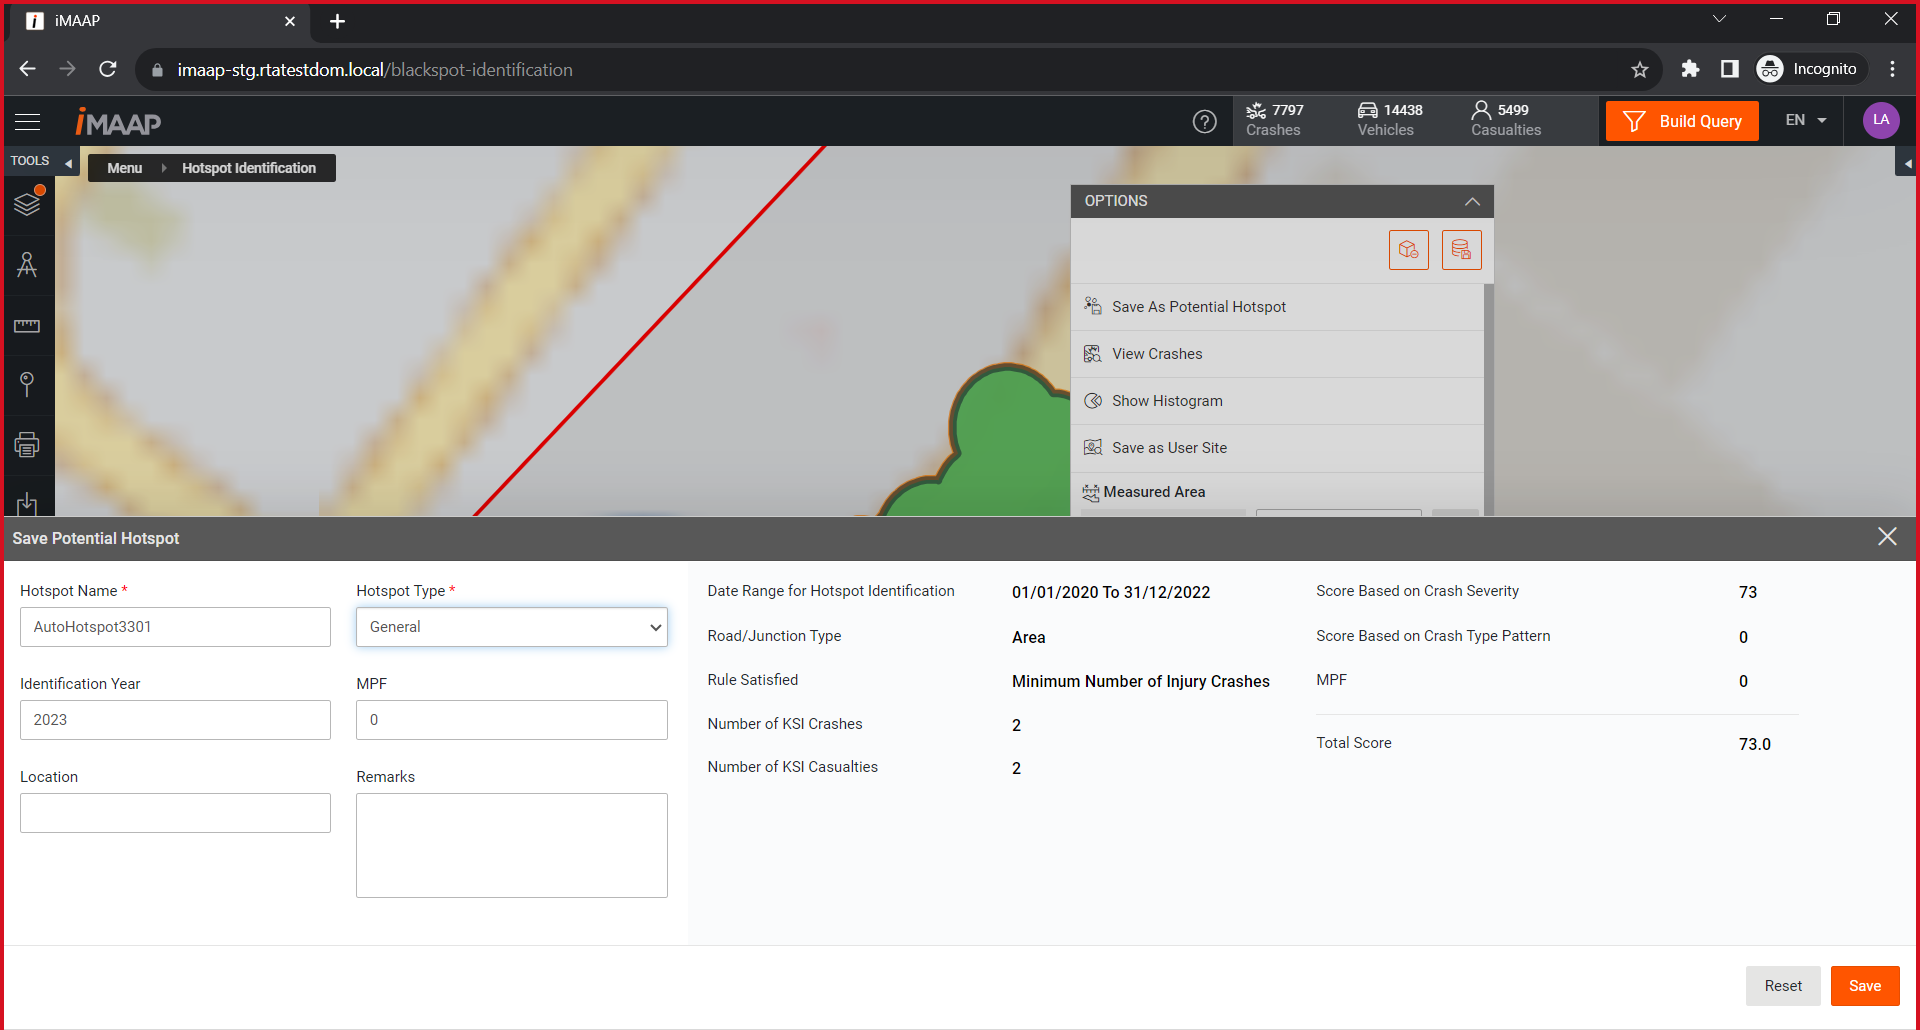 iMAAP
imaap-stg.rtatestdom.local/blackspot-identification
Incognito
iMAAP
7797
Crashes
14438
Vehicles
5499
Casualties
Build Query
EN
LA
TOOLS
Menu
Hotspot Identification
OPTIONS
Save As Potential Hotspot
View Crashes
Show Histogram
Save as User Site
Measured Area
Save Potential Hotspot
Hotspot Name *
AutoHotspot3301
Hotspot Type *
General
Identification Year
2023
MPF
0
Location
Remarks
Date Range for Hotspot Identification
01/01/2020 To 31/12/2022
Road/Junction Type
Area
Rule Satisfied
Minimum Number of Injury Crashes
Number of KSI Crashes
2
Number of KSI Casualties
2
Score Based on Crash Severity
73
Score Based on Crash Type Pattern
0
MPF
0
Total Score
73.0
Reset
Save